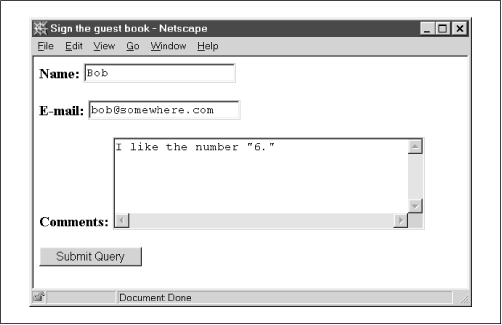 Sign the guest book - Netscape
File Edit View Go Window Help
Name: Bob
E-mail: bob@somewhere.com
I like the number "6."
Comments:
Submit Query
Document: Done